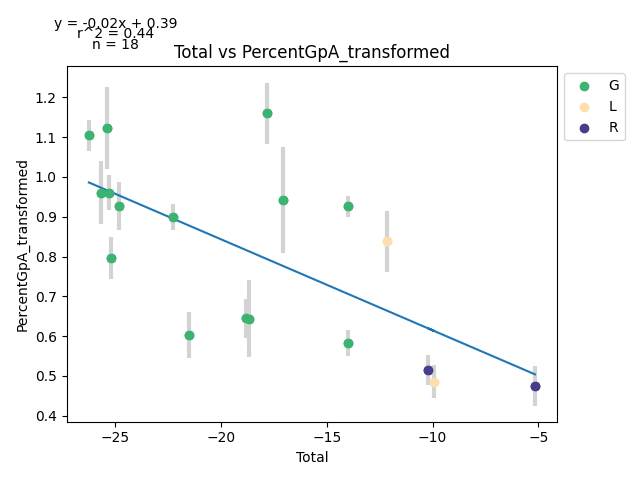 y = -0.02x + 0.39
r^2 = 0.44
n = 18
Total vs PercentGpA_transformed
G
L
R
1.2
1.1
1.0
0.9
0.8
0.7
0.6
0.5
0.4
PercentGpA_transformed
−25
−20
−15
−10
−5
Total